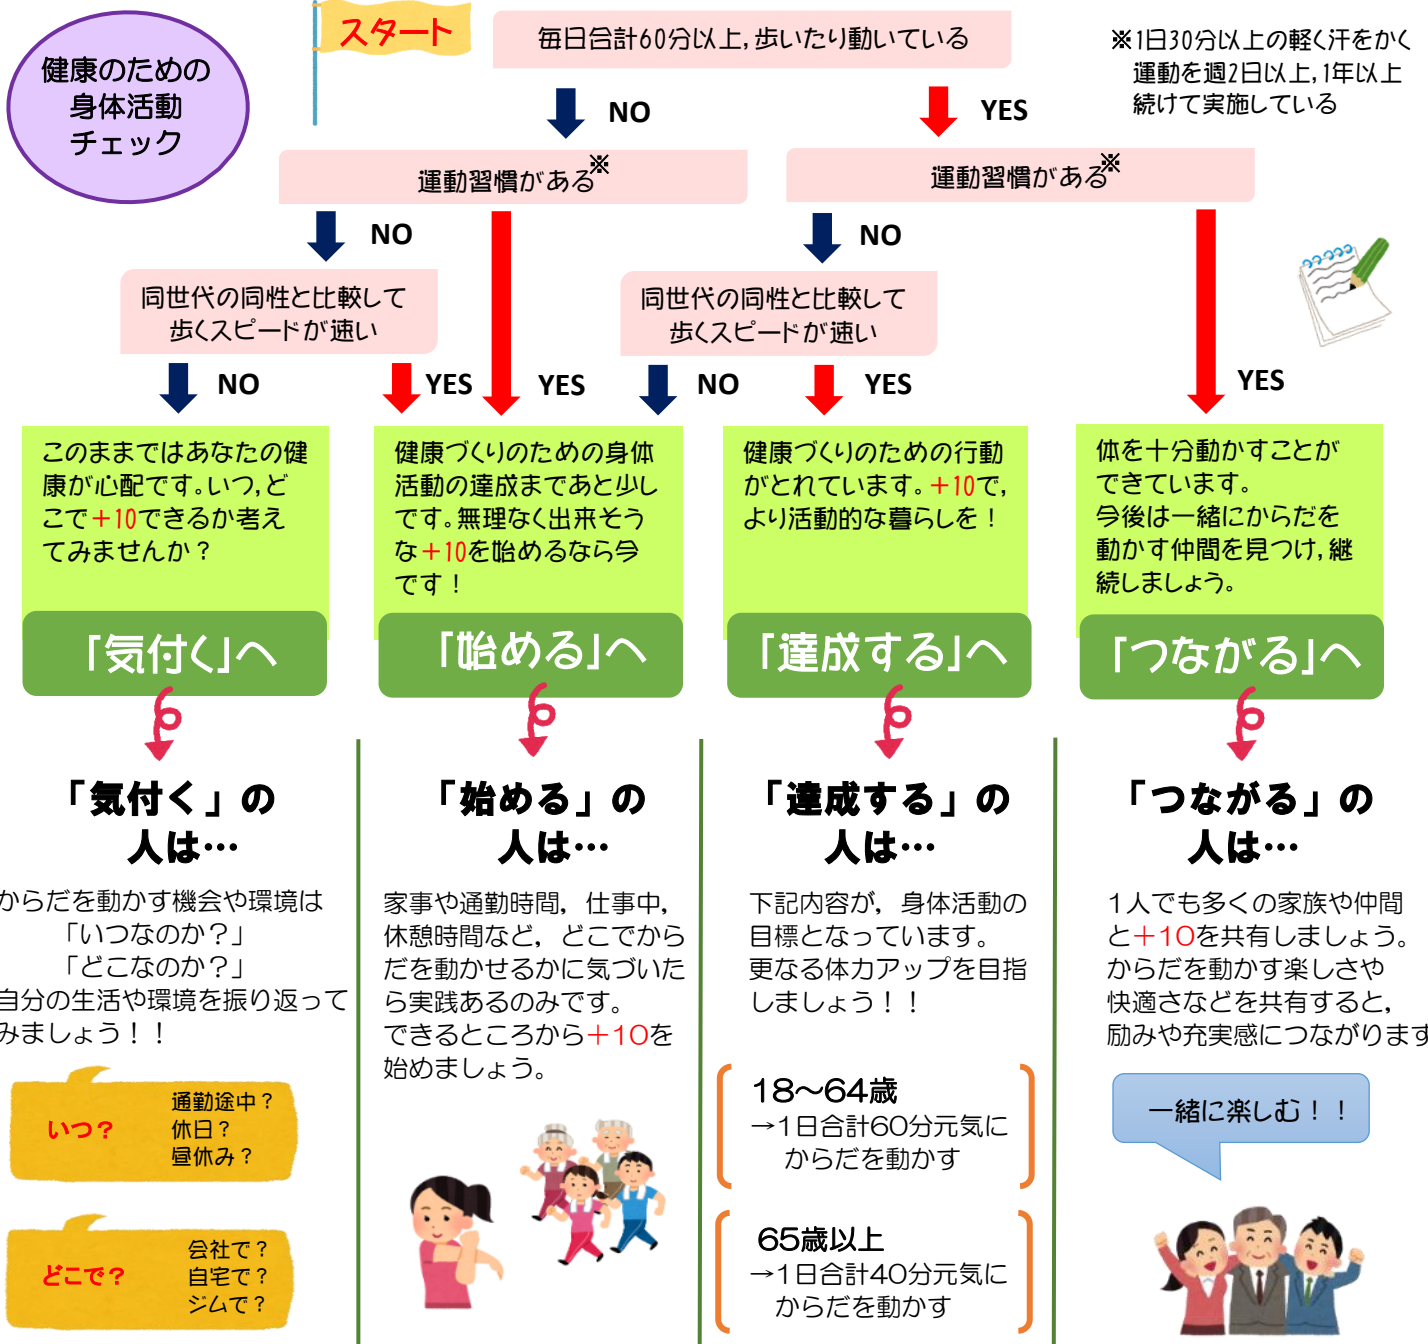 健康のための
身体活動
チェック
スタート
毎日合計60分以上,歩いたり動いている
※1日30分以上の軽く汗をかく
運動を週2日以上,1年以上
続けて実施している
NO
YES
運動習慣がある※
運動習慣がある※
NO
NO
同世代の同性と比較して
歩くスピードが速い
同世代の同性と比較して
歩くスピードが速い
NO
YES
YES
NO
YES
YES
このままではあなたの健
康が心配です。いつ,ど
こで+10できるか考え
てみませんか？
「気付く」へ
健康づくりのための身体
活動の達成まであと少し
です。無理なく出来そう
な+10を始めるなら今
です！
「始める」へ
健康づくりのための行動
がとれています。+10で,
より活動的な暮らしを！
「達成する」へ
体を十分動かすことが
できています。
今後は一緒にからだを
動かす仲間を見つけ,継
続しましょう。
「つながる」へ
「気付く」の
人は…
からだを動かす機会や環境は
「いつなのか？」
「どこなのか？」
自分の生活や環境を振り返って
みましょう！！
いつ？
通勤途中？
休日？
昼休み？
どこで？
会社で？
自宅で？
ジムで？
「始める」の
人は…
家事や通勤時間，仕事中，
休憩時間など，どこでから
だを動かせるかに気づいた
ら実践あるのみです。
できるところから＋10を
始めましょう。
「達成する」の
人は…
下記内容が，身体活動の
目標となっています。
更なる体力アップを目指
しましょう！！
18～64歳
→1日合計60分元気に
からだを動かす
65歳以上
→1日合計40分元気に
からだを動かす
「つながる」の
人は…
1人でも多くの家族や仲間
と＋10を共有しましょう。
からだを動かす楽しさや
快適さなどを共有すると，
励みや充実感につながります
一緒に楽しむ！！